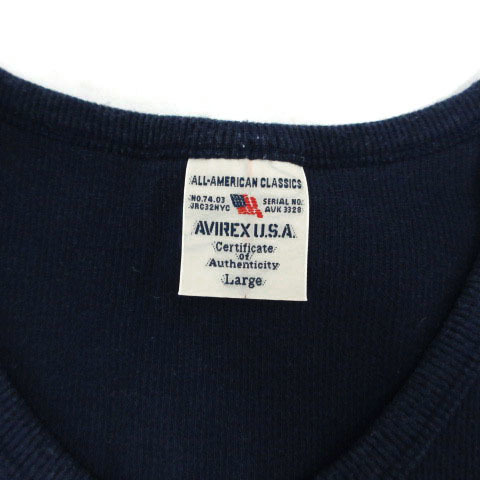 ALL-AMERICAN CLASSICS
NO.74.03 SERIAL NO.
JRC32NYC AVK 3328
AVIREX U.S.A.
Certificate
of
Authenticity
Large